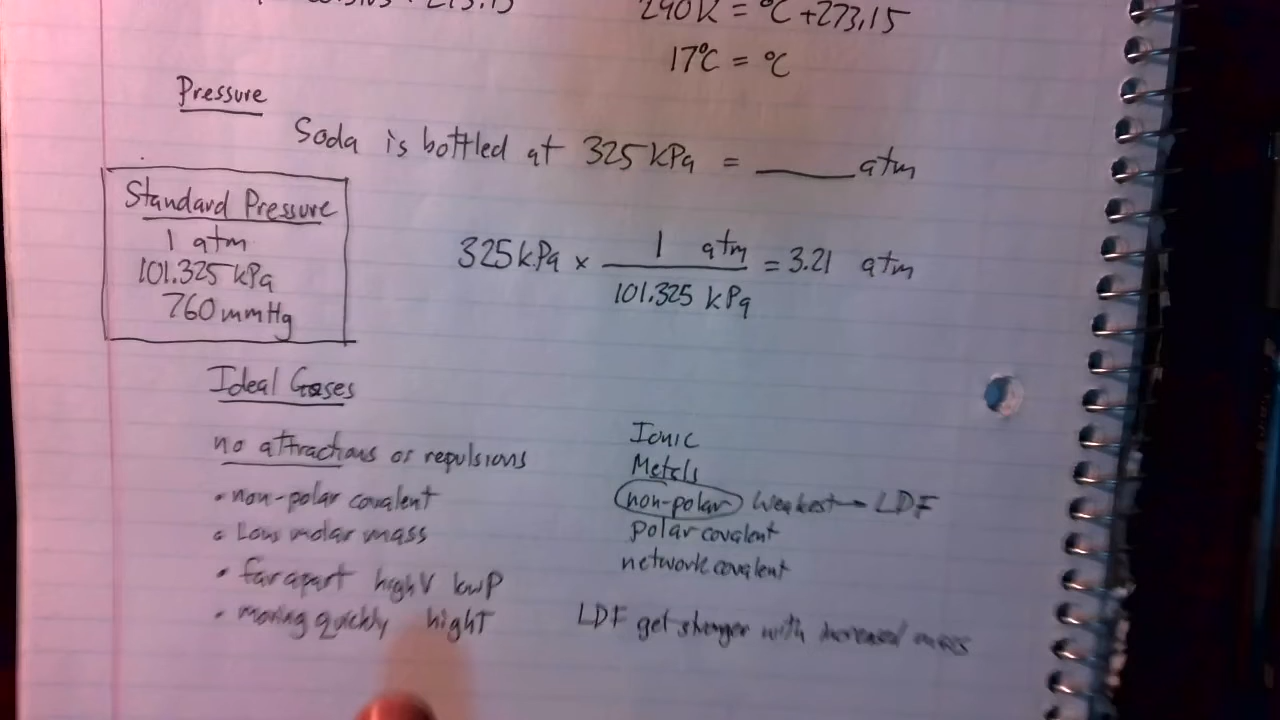 273.15
290K = °C +273.15
17°C = °C
Pressure
Soda is bottled at 325 kPa = ____ atm
Standard Pressure
1 atm
101.325 kPa
760 mmHg
325 kPa × 1 atm / 101.325 kPa = 3.21 atm
Ideal Gases
no attractions or repulsions
• non-polar covalent
• Low molar mass
• far apart high V low P
• moving quickly high T
Ionic
Metals
non-polar weakest → LDF
polar covalent
network covalent
LDF get stronger with increased mass